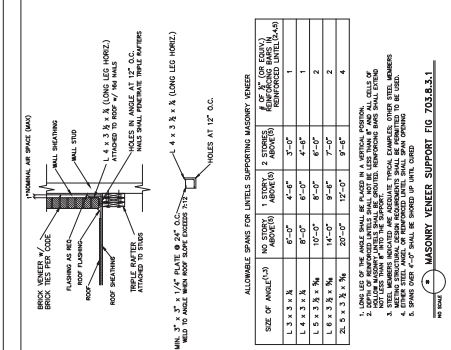 1" NOMINAL AIR SPACE (MAX)
WALL SHEATHING
WALL STUD
L 4 x 3 ½ x ¼ (LONG LEG HORIZ.)
ATTACHED TO ROOF w/ 16d NAILS
HOLES IN ANGLE AT 12" O.C.
NAILS SHALL PENETRATE TRIPLE RAFTERS
BRICK VENEER w/
BRICK TIES PER CODE
FLASHING AS REQ
ROOF FLASHING
ROOF
ROOF SHEATHING
TRIPLE RAFTER
ATTACHED TO STUDS
L 4 x 3 ½ x ¼ (LONG LEG HORIZ.)
HOLES AT 12" O.C.
MIN. 3" x 3" x 1/4" PLATE @ 24" O.C.
WELD TO ANGLE WHEN ROOF SLOPE EXCEEDS 7:12
ALLOWABLE SPANS FOR LINTELS SUPPORTING MASONRY VENEER
SIZE OF ANGLE(1,3) NO STORY ABOVE(5) 1 STORY ABOVE(5) 2 STORIES ABOVE(5) # OF ½" (OR EQUIV.) REINFORCING BARS IN REINFORCED LINTEL(2,4,5)
L 3 x 3 x ¼ 6'-0" 4'-6" 3'-0" 1
L 4 x 3 x ¼ 8'-0" 6'-0" 4'-6" 1
L 5 x 3 ½ x 5/16 10'-0" 8'-0" 6'-0" 2
L 6 x 3 ½ x 5/16 14'-0" 9'-6" 7'-0" 2
2L 5 x 3 ½ x 5/16 20'-0" 12'-0" 9'-6" 4
1. LONG LEG OF THE ANGLE SHALL BE PLACED IN A VERTICAL POSITION.
2. DEPTH OF REINFORCED LINTELS SHALL NOT BE LESS THAN 8" AND ALL CELLS OF
HOLLOW MASONRY LINTELS SHALL BE GROUTED. REINFORCING BARS SHALL EXTEND
NOT LESS THAN 8" INTO THE SUPPORT.
3. STEEL MEMBERS INDICATED ARE ADEQUATE TYPICAL EXAMPLES; OTHER STEEL MEMBERS
MEETING STRUCTURAL DESIGN REQUIREMENTS SHALL BE PERMITTED TO BE USED.
4. EITHER STEEL ANGLE OR REINFORCED LINTEL SHALL SPAN OPENING
5. SPANS OVER 4'-0" SHALL BE SHORED UP UNTIL CURED
MASONRY VENEER SUPPORT FIG 703.8.3.1
NO SCALE